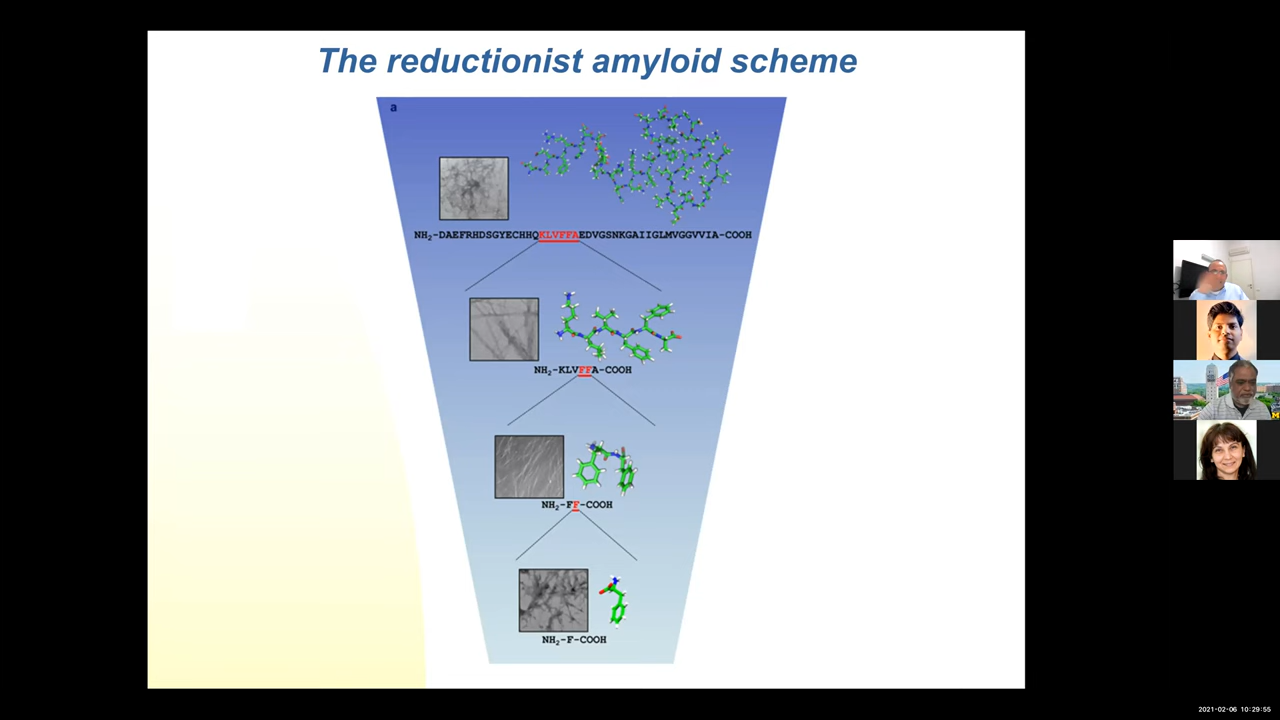 The reductionist amyloid scheme
a
NH₂-DAEFRHDSGYECHHQKLVFFAEDVGSNKGAIIGLMVGGVVIA-COOH
NH₂-KLVFFA-COOH
NH₂-FF-COOH
NH₂-F-COOH
M
2021-02-06 10:29:55